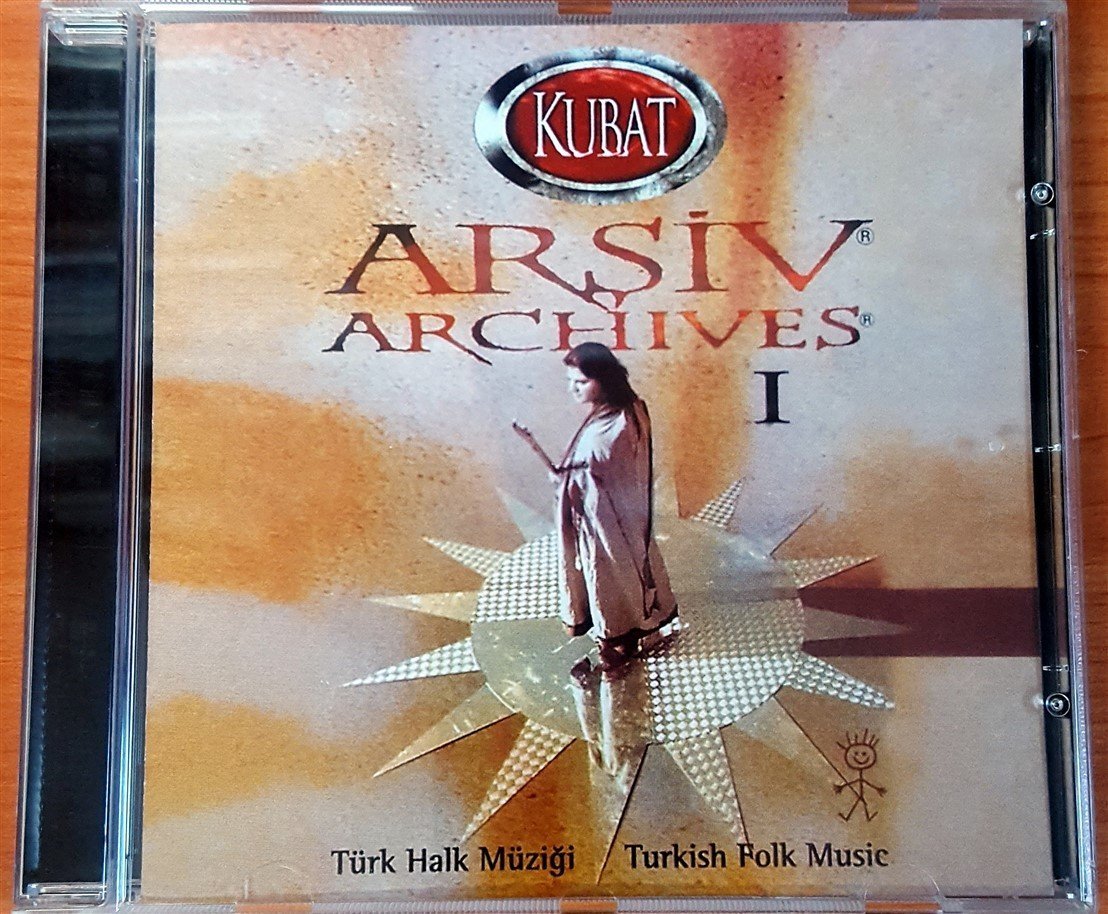 KUBAT
ARŞİV®
ARCHIVES®
I
Türk Halk Müziği Turkish Folk Music